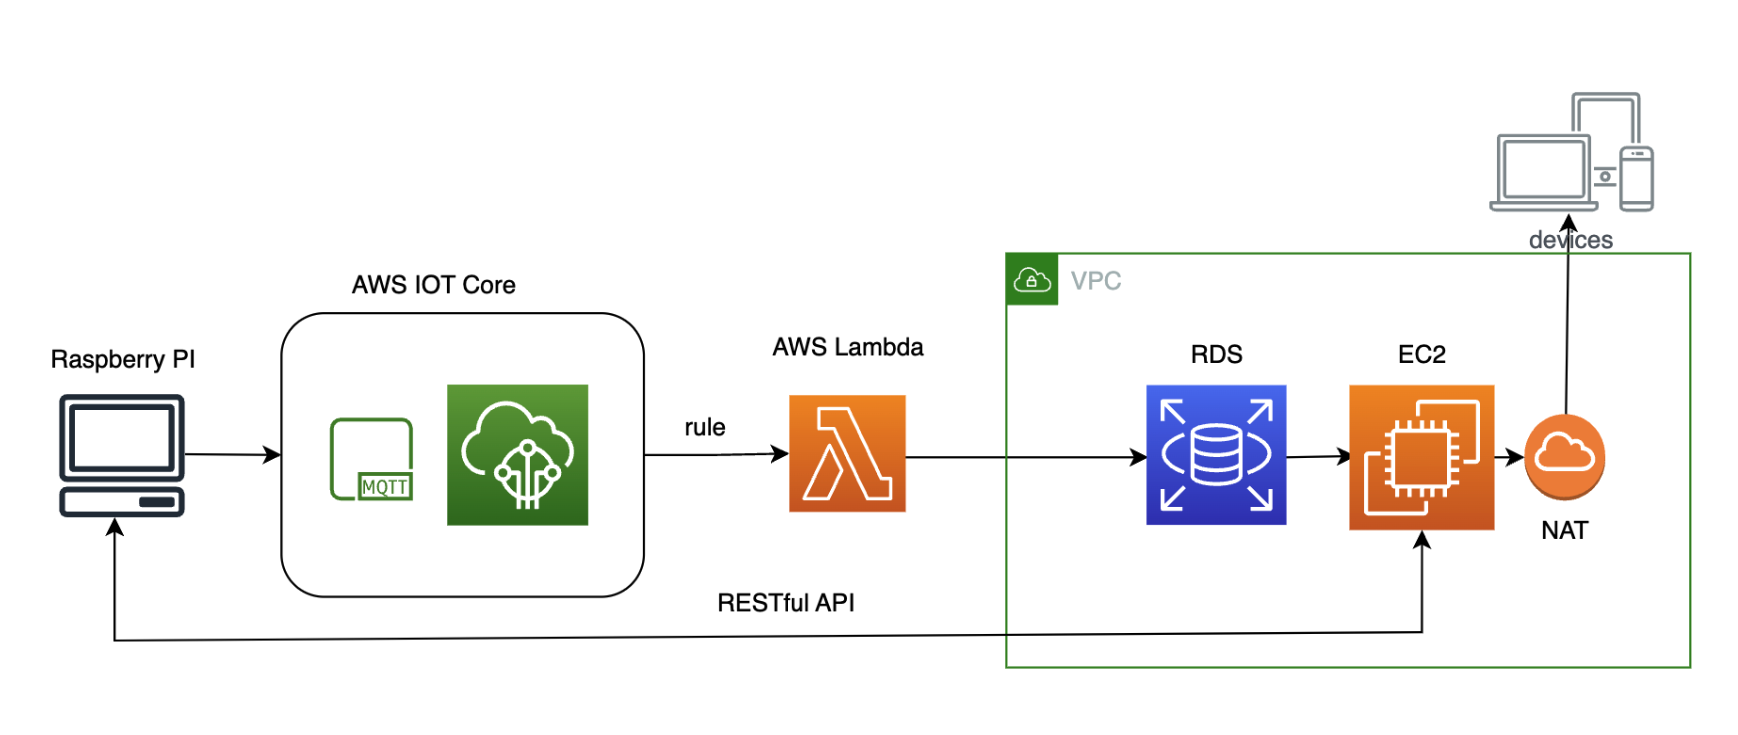 devices
VPC
AWS IOT Core
Raspberry PI
AWS Lambda
RDS
EC2
rule
MQTT
NAT
RESTful API